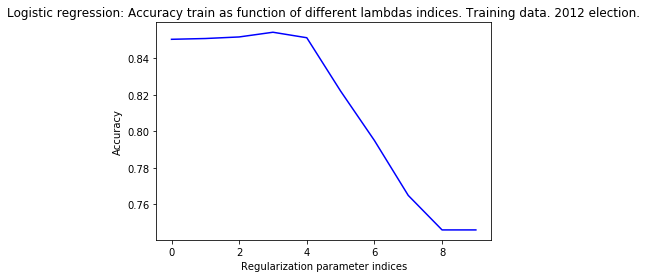 Logistic regression: Accuracy train as function of different lambdas indices. Training data. 2012 election.
0.84
0.82
0.80
0.78
0.76
Accuracy
0 2 4 6 8
Regularization parameter indices